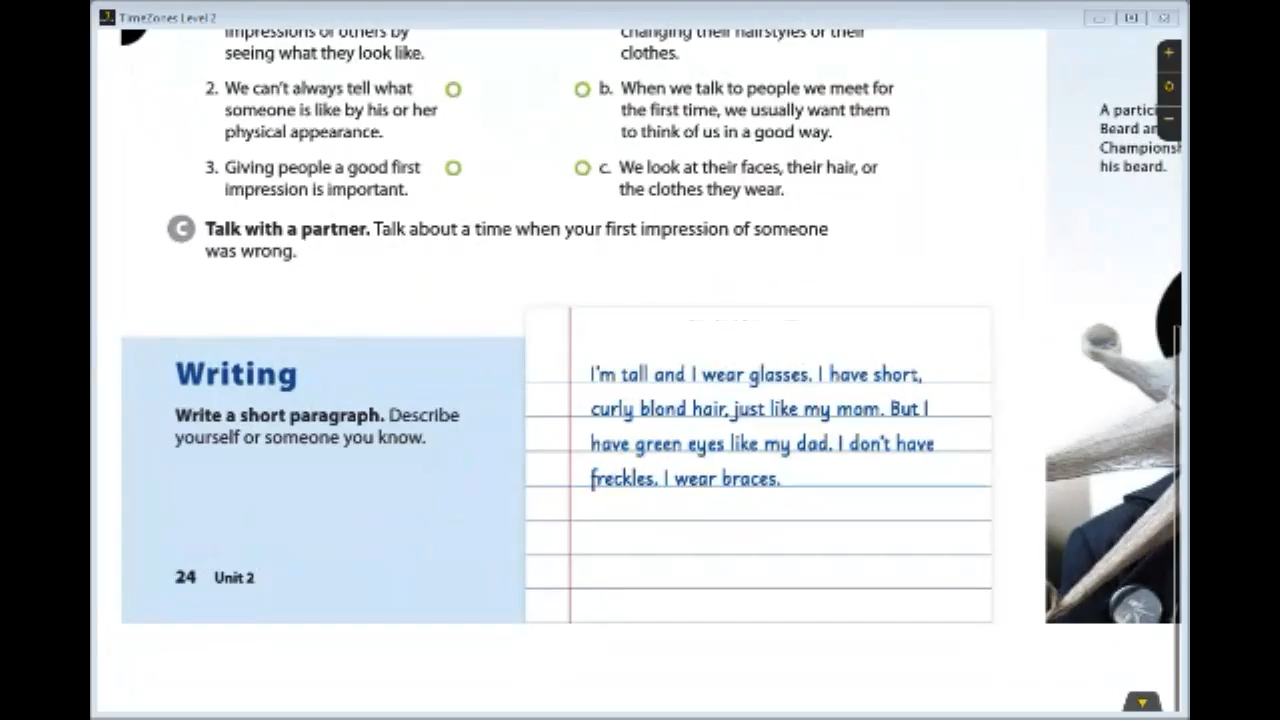 TimeZones Level 2
impressions of others by
seeing what they look like.
changing their hairstyles or their
clothes.
2. We can't always tell what
someone is like by his or her
physical appearance.
b. When we talk to people we meet for
the first time, we usually want them
to think of us in a good way.
3. Giving people a good first
impression is important.
c. We look at their faces, their hair, or
the clothes they wear.
C Talk with a partner. Talk about a time when your first impression of someone
was wrong.
Writing
Write a short paragraph. Describe
yourself or someone you know.
I'm tall and I wear glasses. I have short,
curly blond hair, just like my mom. But I
have green eyes like my dad. I don't have
freckles. I wear braces.
24 Unit 2
A partici
Beard an
Champions
his beard.